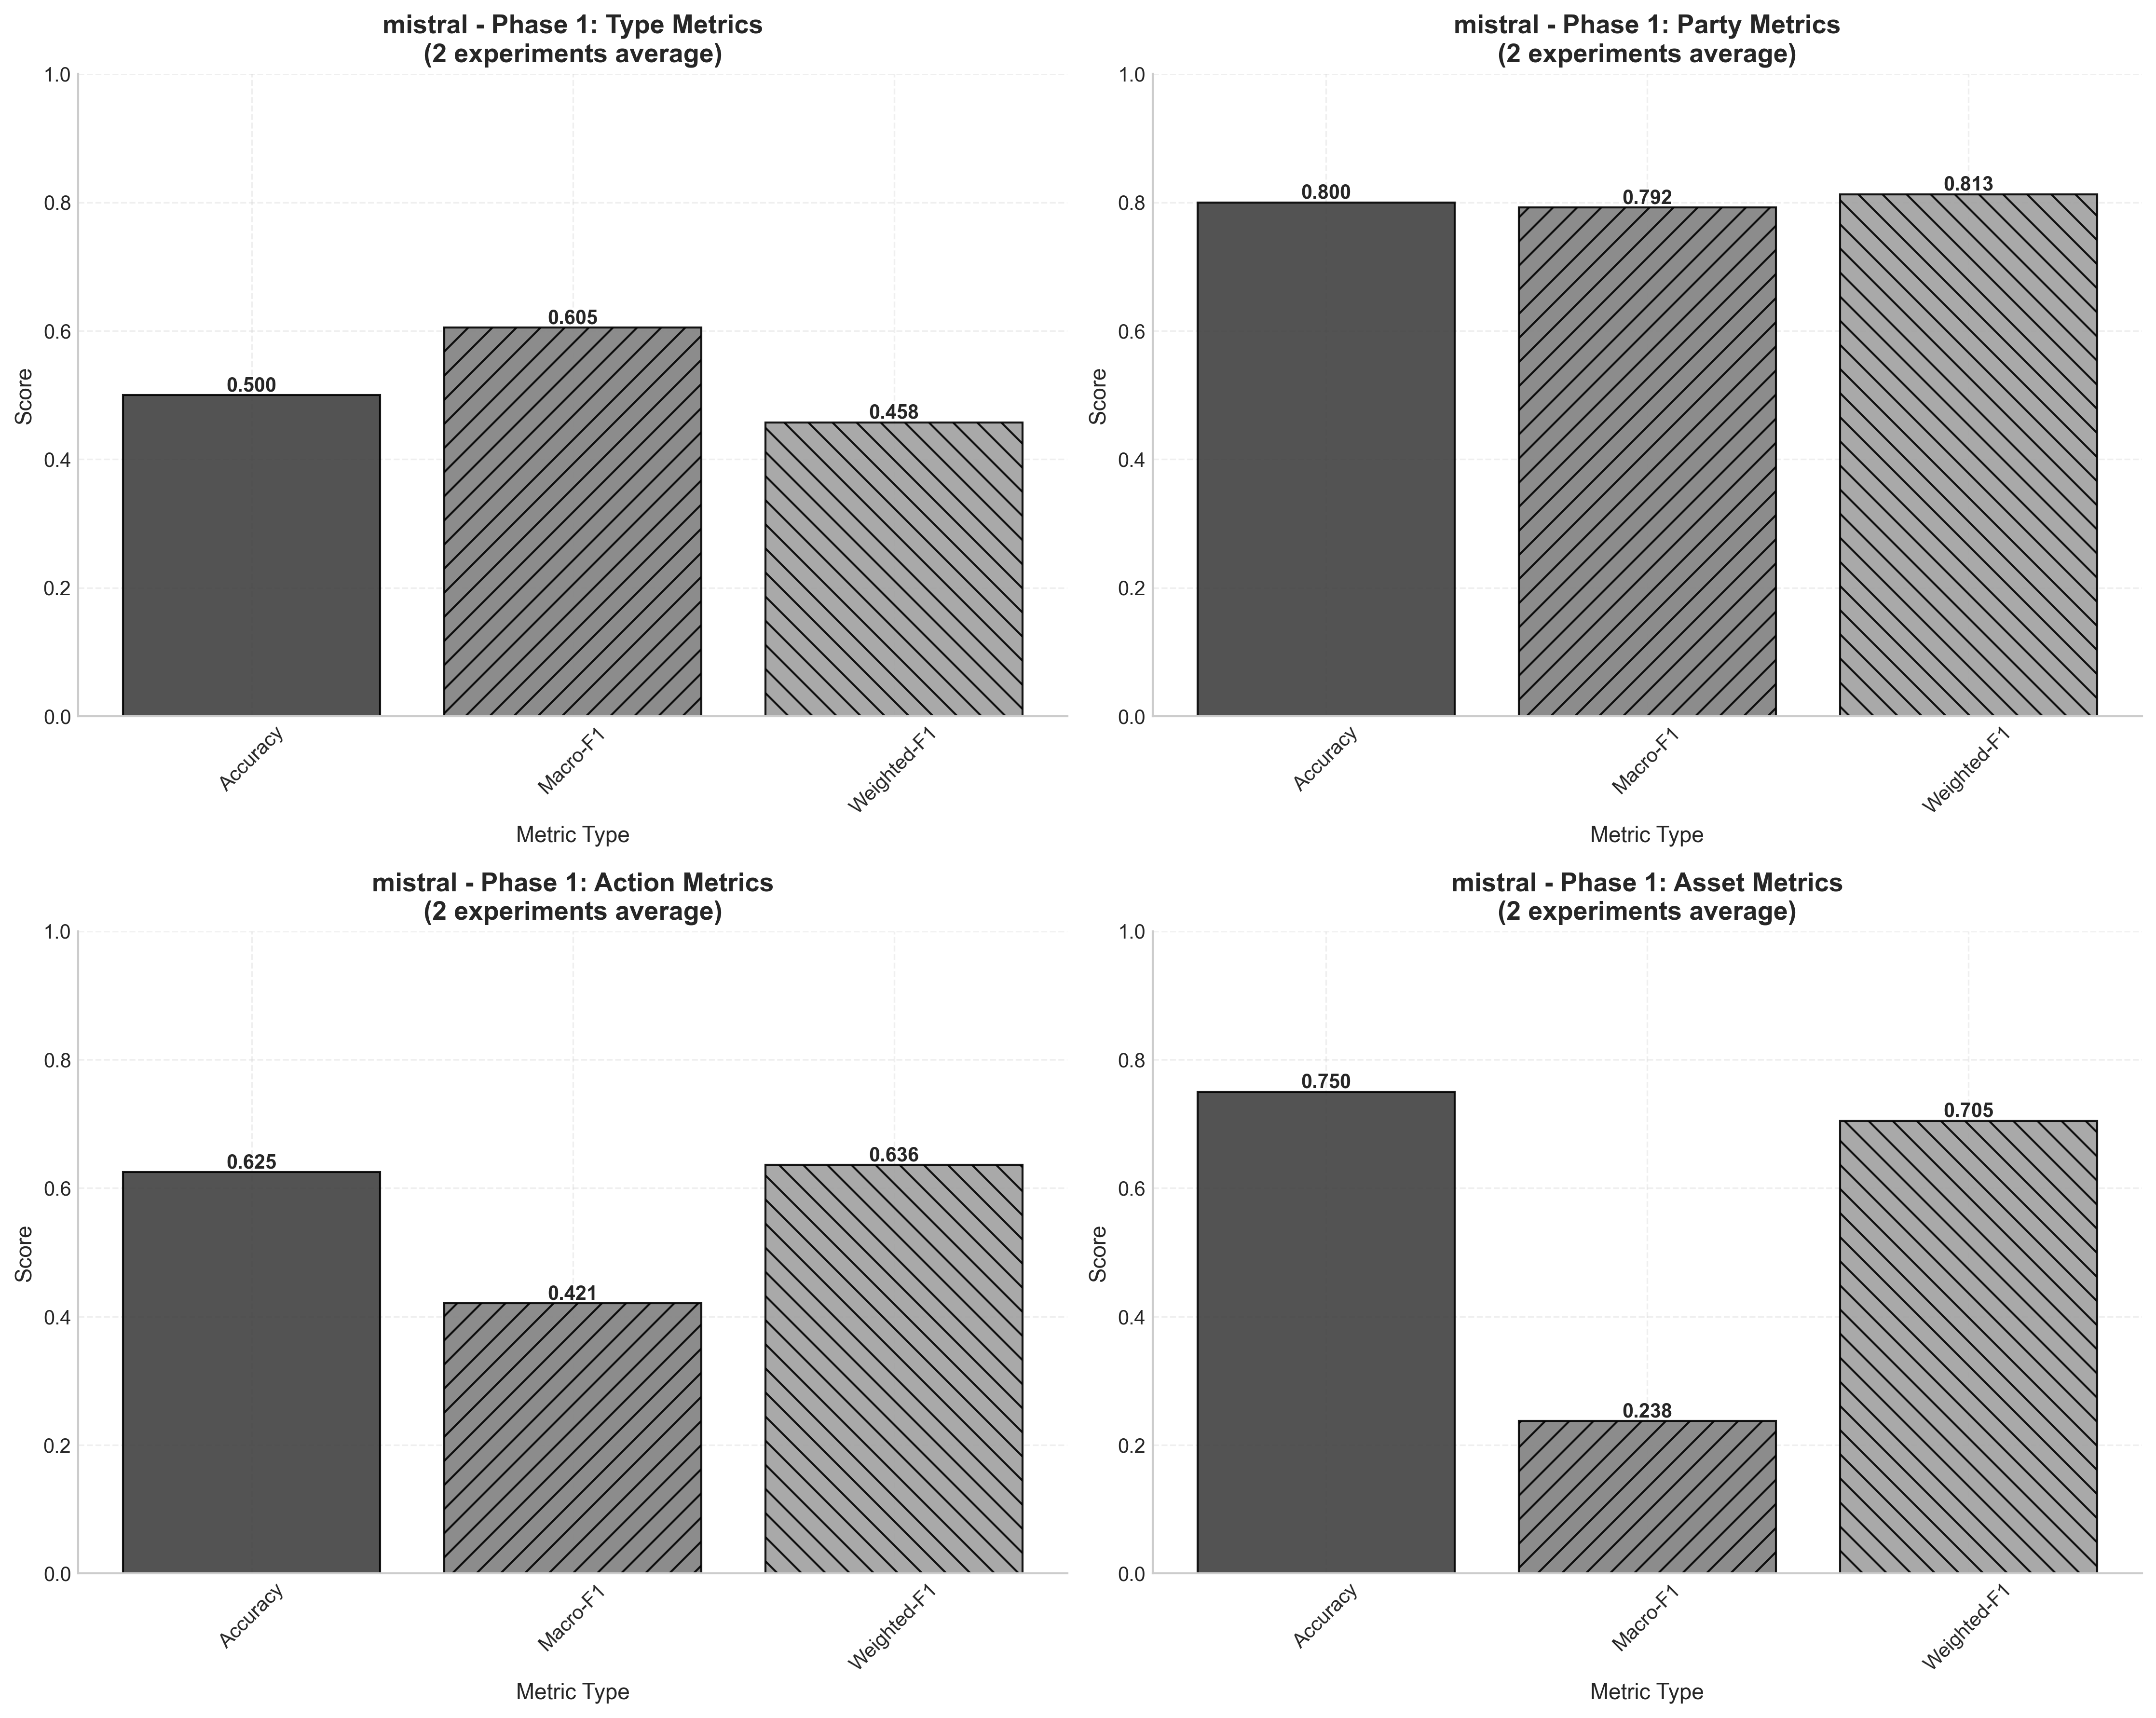 mistral - Phase 1: Type Metrics
(2 experiments average)
1.0
0.8
0.6
0.4
0.2
0.0
Score
0.500
0.605
0.458
Accuracy
Macro-F1
Weighted-F1
Metric Type
mistral - Phase 1: Party Metrics
(2 experiments average)
1.0
0.8
0.6
0.4
0.2
0.0
Score
0.800
0.792
0.813
Accuracy
Macro-F1
Weighted-F1
Metric Type
mistral - Phase 1: Action Metrics
(2 experiments average)
1.0
0.8
0.6
0.4
0.2
0.0
Score
0.625
0.421
0.636
Accuracy
Macro-F1
Weighted-F1
Metric Type
mistral - Phase 1: Asset Metrics
(2 experiments average)
1.0
0.8
0.6
0.4
0.2
0.0
Score
0.750
0.238
0.705
Accuracy
Macro-F1
Weighted-F1
Metric Type